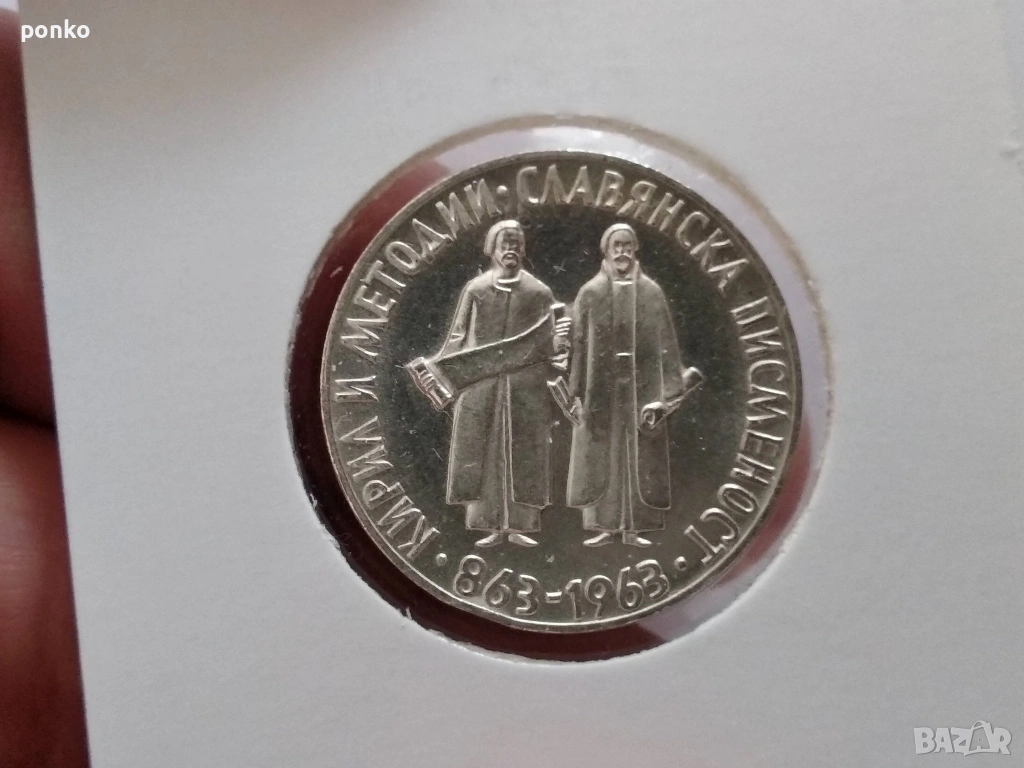 ponko
· КИРИЛ И МЕТОДИЙ · СЛАВЯНСКА ПИСМЕНОСТ ·
863-1963
BAZAR